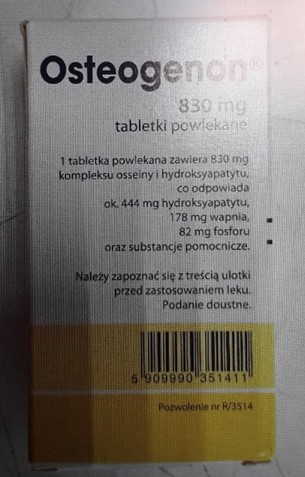 Osteogenon®
830 mg
tabletki powlekane
1 tabletka powlekana zawiera 830 mg
kompleksu osseiny i hydroksyapatytu,
co odpowiada
ok. 444 mg hydroksyapatytu,
178 mg wapnia,
82 mg fosforu
oraz substancje pomocnicze.
Należy zapoznać się z treścią ulotki
przed zastosowaniem leku.
Podanie doustne.
5 909990 351411
Pozwolenie nr R/3514